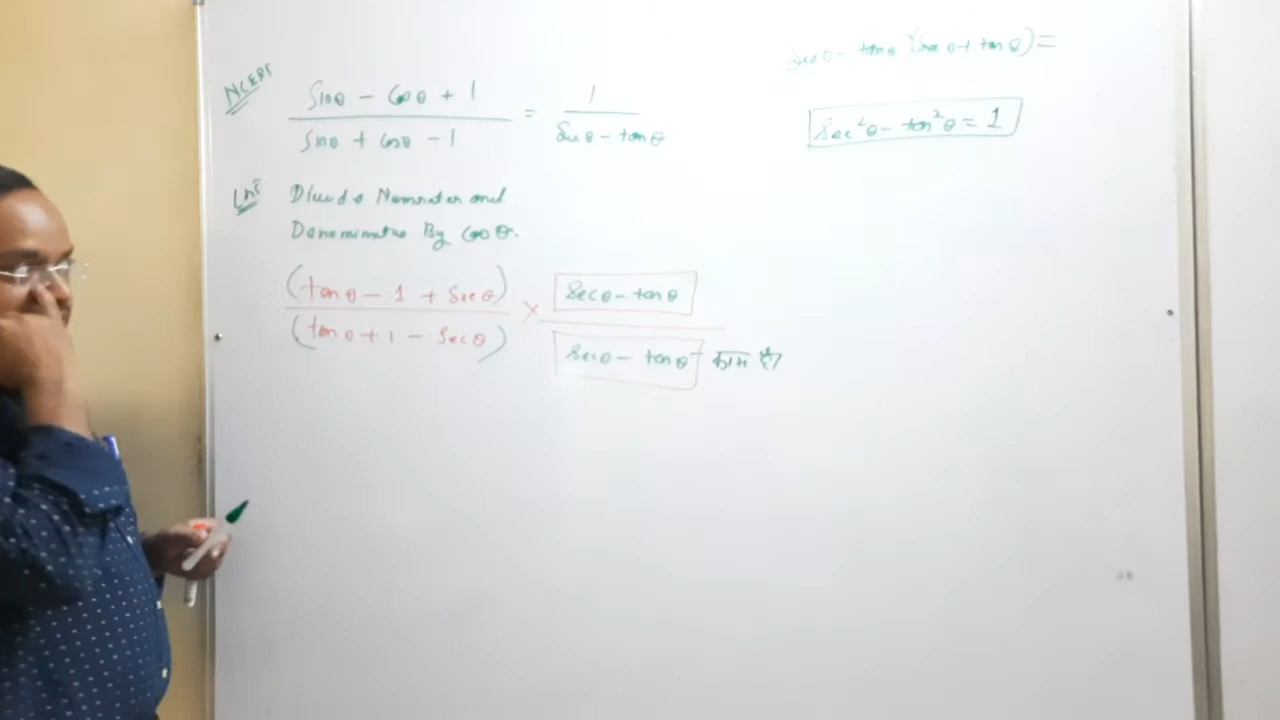 NCERT
sinθ - cosθ + 1 / sinθ + cosθ - 1 = 1 / secθ - tanθ
LHS Divide Numerator and
Denominator By cosθ.
(tanθ - 1 + secθ) / (tanθ + 1 - secθ) × secθ - tanθ / secθ - tanθ
secθ - tanθ)(secθ + tanθ) =
sec²θ - tan²θ = 1